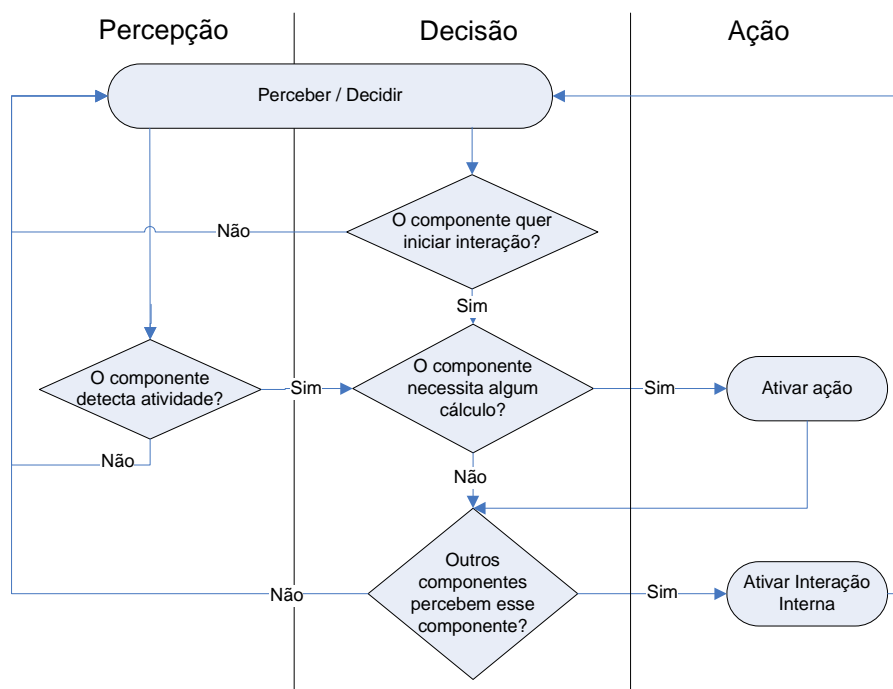 Percepção
Decisão
Ação
Perceber / Decidir
O componente quer
iniciar interação?
Não
Sim
O componente
detecta atividade?
Sim
O componente
necessita algum
cálculo?
Sim
Ativar ação
Não
Não
Outros
componentes
percebem esse
componente?
Não
Sim
Ativar Interação
Interna